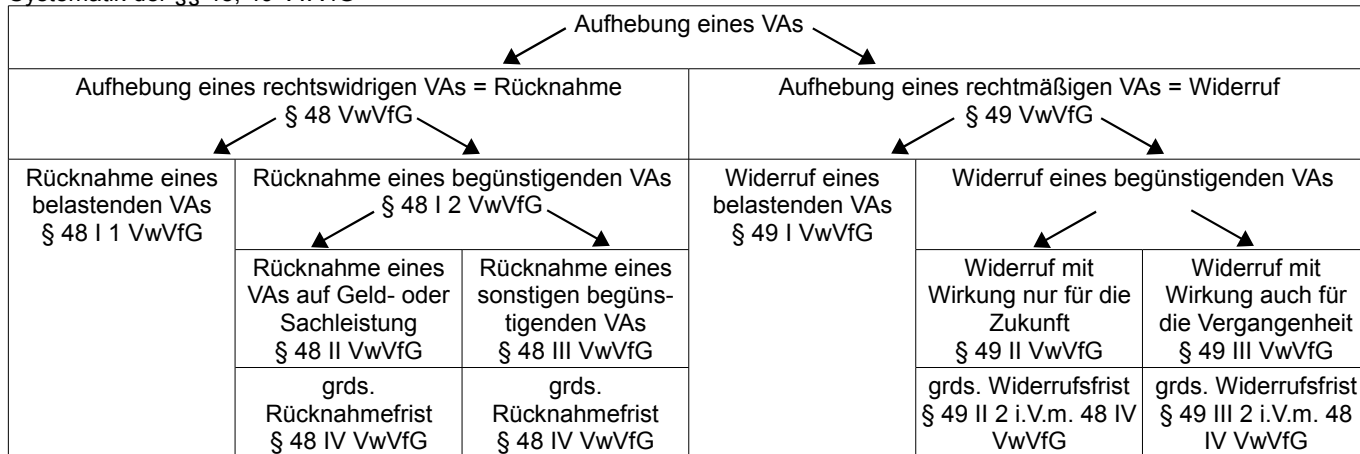 Aufhebung eines VAs
Aufhebung eines rechtswidrigen VAs = Rücknahme
§ 48 VwVfG
Aufhebung eines rechtmäßigen VAs = Widerruf
§ 49 VwVfG
Rücknahme eines
belastenden VAs
§ 48 I 1 VwVfG
Rücknahme eines begünstigenden VAs
§ 48 I 2 VwVfG
Widerruf eines
belastenden VAs
§ 49 I VwVfG
Widerruf eines begünstigenden VAs
Rücknahme eines
VAs auf Geld- oder
Sachleistung
§ 48 II VwVfG
Rücknahme eines
sonstigen begüns-
tigenden VAs
§ 48 III VwVfG
Widerruf mit
Wirkung nur für die
Zukunft
§ 49 II VwVfG
Widerruf mit
Wirkung auch für
die Vergangenheit
§ 49 III VwVfG
grds.
Rücknahmefrist
§ 48 IV VwVfG
grds.
Rücknahmefrist
§ 48 IV VwVfG
grds. Widerrufsfrist
§ 49 II 2 i.V.m. 48 IV
VwVfG
grds. Widerrufsfrist
§ 49 III 2 i.V.m. 48
IV VwVfG